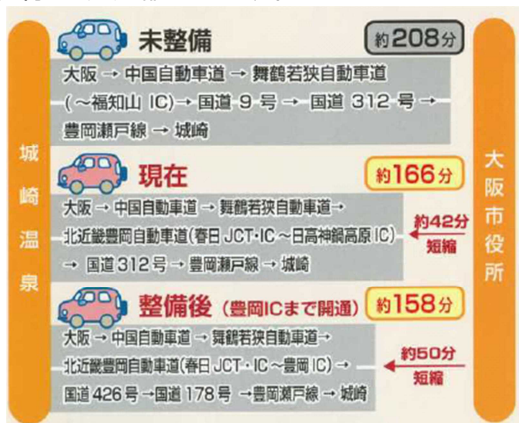 未整備
約208分
大阪 → 中国自動車道 → 舞鶴若狭自動車道
(～福知山 IC)→ 国道 9 号 → 国道 312 号 →
豊岡瀬戸線 → 城崎
城崎温泉
大阪市役所
現在
約166分
大阪 → 中国自動車道 → 舞鶴若狭自動車道→
北近畿豊岡自動車道(春日 JCT・IC ～日高神鍋高原 IC)
→ 国道312号 → 豊岡瀬戸線 → 城崎
約42分
短縮
整備後 (豊岡ICまで開通)
約158分
大阪 → 中国自動車道 → 舞鶴若狭自動車道→
北近畿豊岡自動車道(春日 JCT・IC ～豊岡 IC) →
国道 426 号 →国道 178 号 →豊岡瀬戸線 → 城崎
約50分
短縮